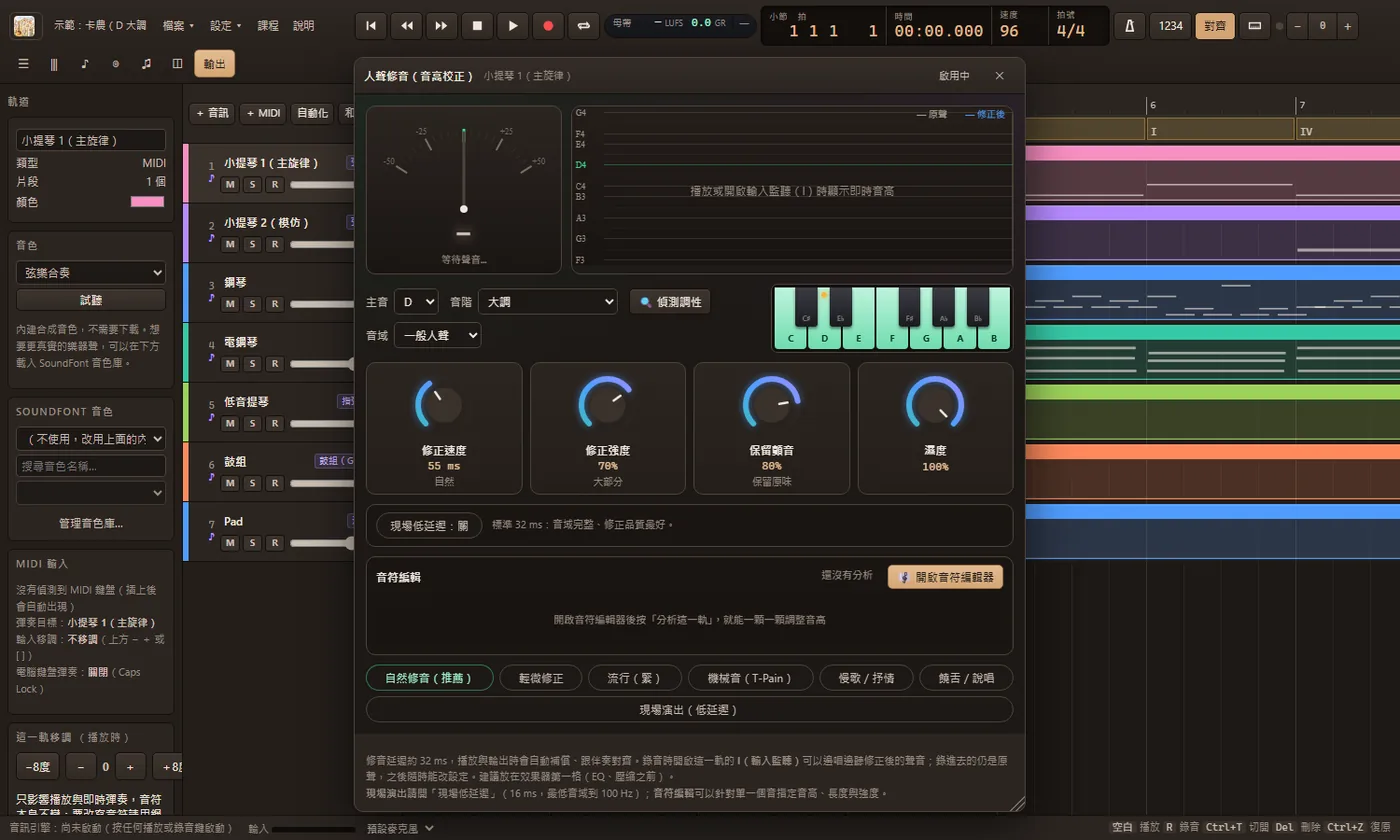 示範：卡農（D 大調
檔案 ▾
設定 ▾
課程
說明
母帶
– LUFS
0.0 GR
—
小節 拍
1 1 1 1
時間
00:00.000
速度
96
拍號
4/4
1234
對齊
−
0
+
輸出
軌道
小提琴 1（主旋律）
類型
MIDI
片段
1 個
顏色
音色
弦樂合奏
試聽
內建合成音色，不需要下載。想
要更真實的樂器聲，可以在下方
載入 SoundFont 音色庫。
SOUNDFONT 音色
（不使用，改用上面的內
搜尋音色名稱...
管理音色庫...
MIDI 輸入
沒有偵測到 MIDI 鍵盤（插上後
會自動出現）
彈奏目標：小提琴 1（主旋律）
輸入移調：不移調（上方 − + 或
[ ]）
電腦鍵盤彈奏：關閉（Caps
Lock）
這一軌移調（播放時）
−8度
−
0
+
+8度
只影響播放與即時彈奏，音符
+ 音訊
+ MIDI
自動化
和
1
小提琴 1（主旋律）
M
S
R
2
小提琴 2（模仿）
M
S
R
3
鋼琴
M
S
R
4
電鋼琴
M
S
R
5
低音提琴
M
S
R
6
鼓組
鼓組（G
M
S
R
7
Pad
M
S
R
6
7
I
IV
人聲修音（音高校正）
小提琴 1（主旋律）
啟用中
×
-50
-25
+25
+50
等待聲音...
G4
F4
E4
D4
C4
B3
A3
G3
F3
— 原聲
— 修正後
播放或開啟輸入監聽（I）時顯示即時音高
主音
D
音階
大調
偵測調性
音域
一般人聲
C#
E♭
F#
A♭
B♭
C
D
E
F
G
A
B
修正速度
55 ms
自然
修正強度
70%
大部分
保留顫音
80%
保留原味
濕度
100%
現場低延遲：關
標準 32 ms：音域完整、修正品質最好。
音符編輯
還沒有分析
開啟音符編輯器
開啟音符編輯器後按「分析這一軌」，就能一顆一顆調整音高
自然修音（推薦）
輕微修正
流行（緊）
機械音（T-Pain）
慢歌 / 抒情
饒舌 / 說唱
現場演出（低延遲）
修音延遲約 32 ms，播放與輸出時會自動補償、跟伴奏對齊。錄音時開啟這一軌的 I（輸入監聽）可以邊唱邊聽修正後的聲音；錄進去的仍是原
聲，之後隨時能改設定。建議放在效果器第一格（EQ、壓縮之前）。
現場演出請開「現場低延遲」（16 ms，最低音域到 100 Hz）；音符編輯可以針對單一個音指定音高、長度與強度。
音訊引擎：尚未啟動（按任何播放或錄音鍵啟動）
輸入
預設麥克風
空白 播放 R 錄音 Ctrl+T 切開 Del 刪除 Ctrl+Z 復原